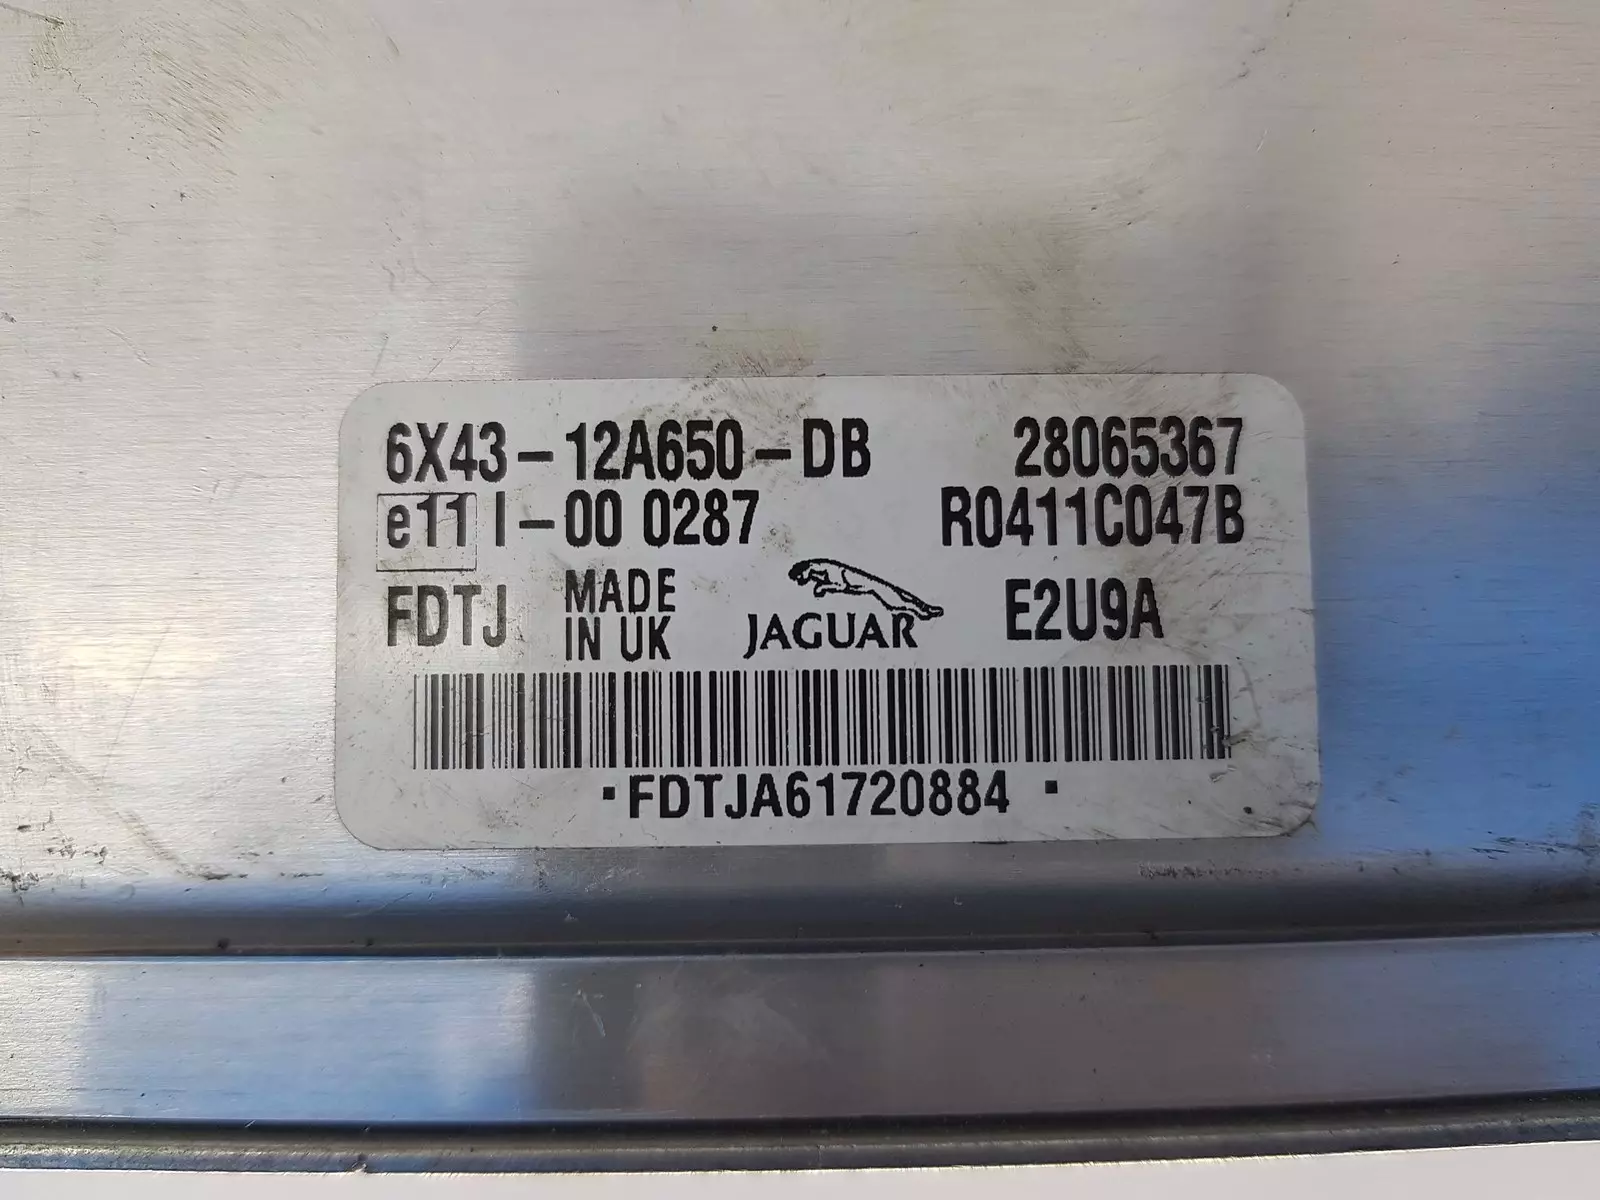 6X43-12A650-DB 28065367
e11 I-00 0287 R0411C047B
FDTJ MADE IN UK JAGUAR E2U9A
·FDTJA61720884 ·